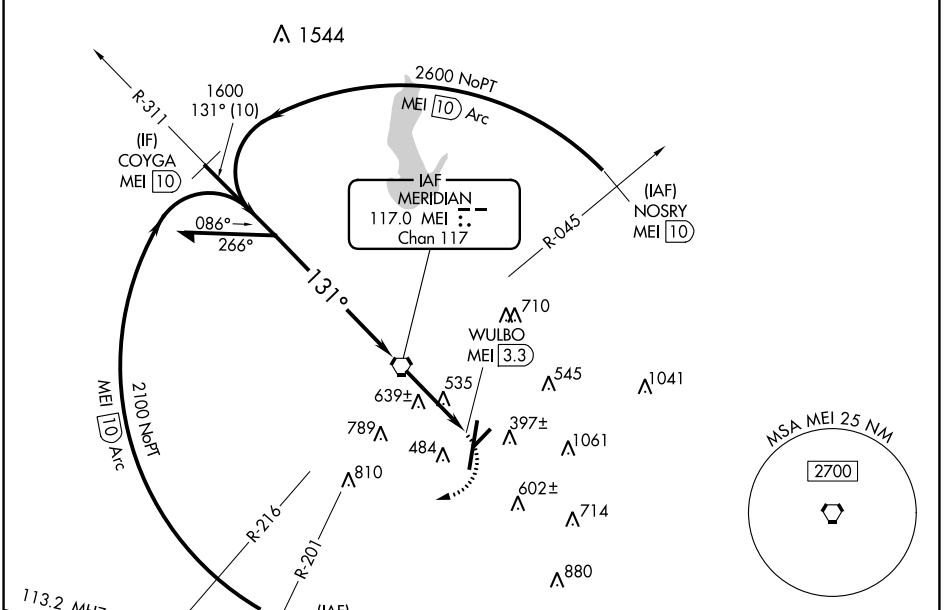 1544
2600 NoPT
MEI 10 Arc
R-311
1600
131° (10)
(IF)
COYGA
MEI 10
IAF
MERIDIAN
117.0 MEI
Chan 117
(IAF)
NOSRY
MEI 10
R-045
086°
266°
131°
710
WULBO
MEI 3.3
535
545
1041
639±
2100 NoPT
MEI 10 Arc
789
484
397±
1061
MSA MEI 25 NM
2700
810
602±
714
R-216
R-201
880
113.2 MHZ
(IAF)